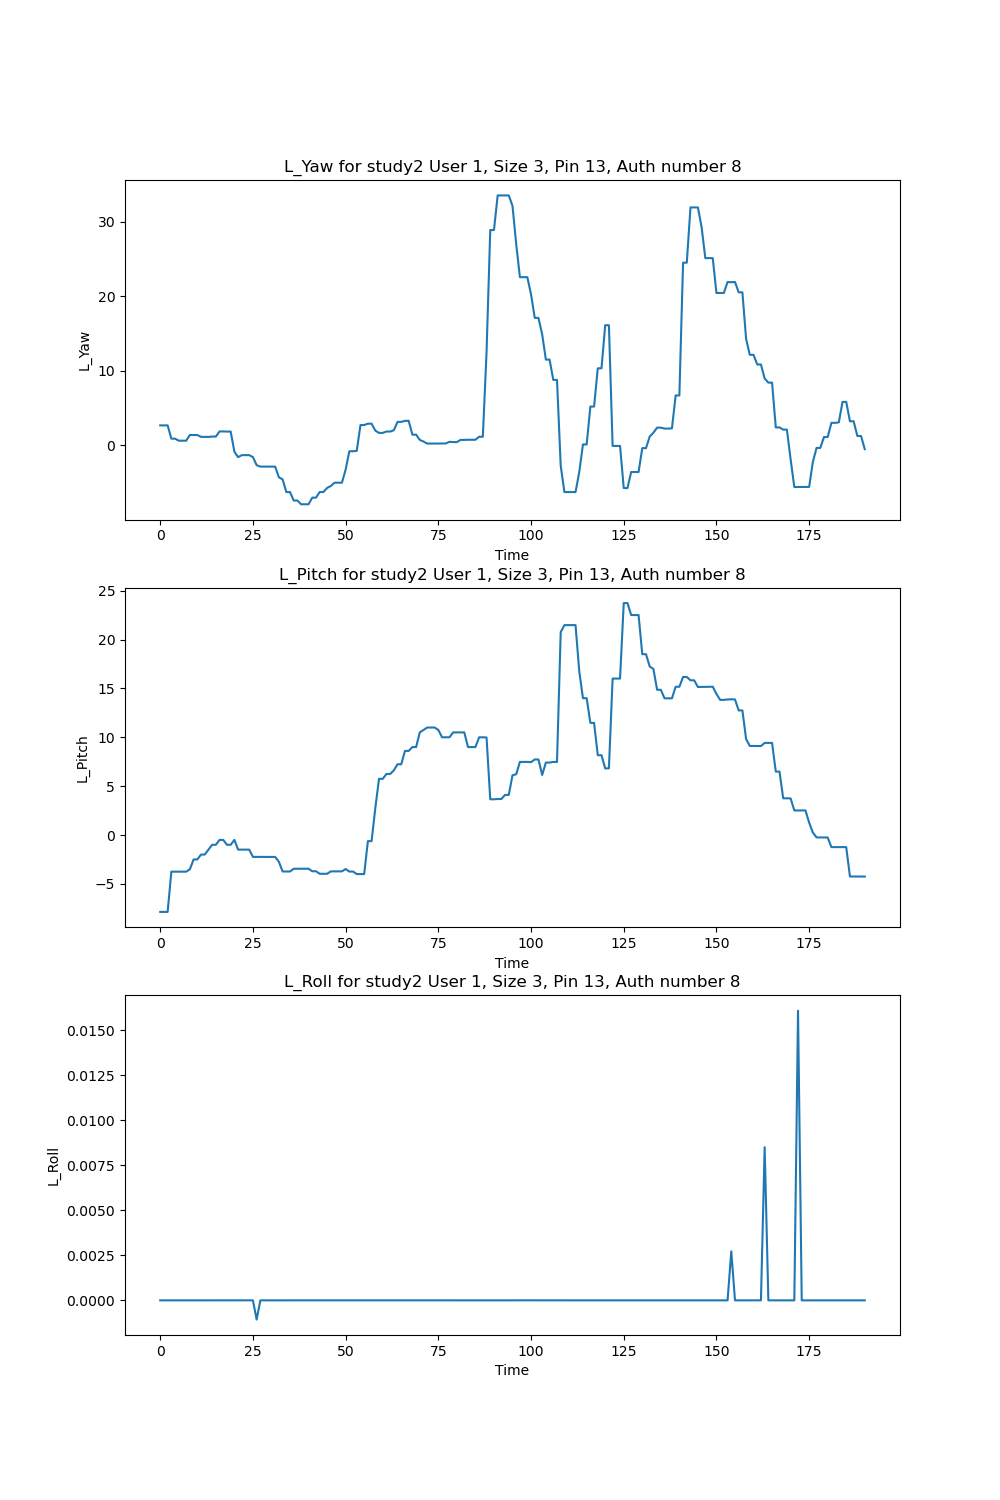 L_Yaw for study2 User 1, Size 3, Pin 13, Auth number 8
30
20
10
0
L_Yaw
0 25 50 75 100 125 150 175
Time
L_Pitch for study2 User 1, Size 3, Pin 13, Auth number 8
25
20
15
10
5
0
−5
L_Pitch
0 25 50 75 100 125 150 175
Time
L_Roll for study2 User 1, Size 3, Pin 13, Auth number 8
0.0150
0.0125
0.0100
0.0075
0.0050
0.0025
0.0000
L_Roll
0 25 50 75 100 125 150 175
Time